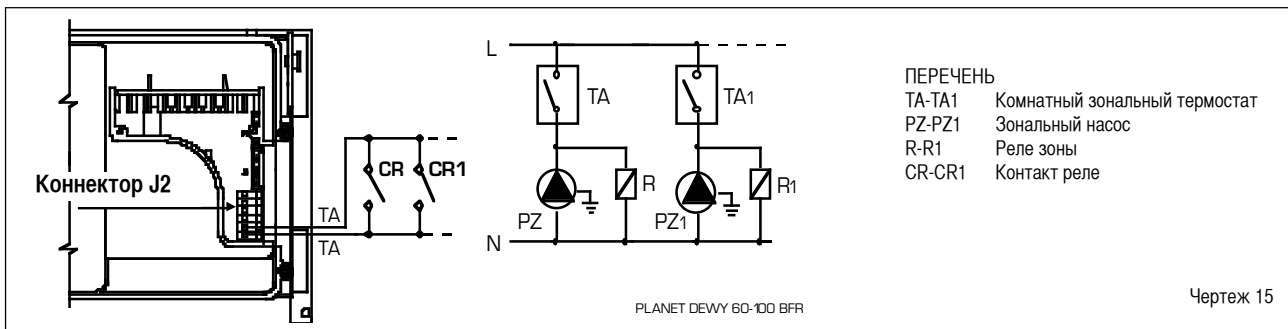 Коннектор J2
TA
TA
CR
CR1
L
N
TA
TA1
PZ
R
PZ1
R1
PLANET DEWY 60-100 BFR
ПЕРЕЧЕНЬ
TA-TA1 Комнатный зональный термостат
PZ-PZ1 Зональный насос
R-R1 Реле зоны
CR-CR1 Контакт реле
Чертеж 15